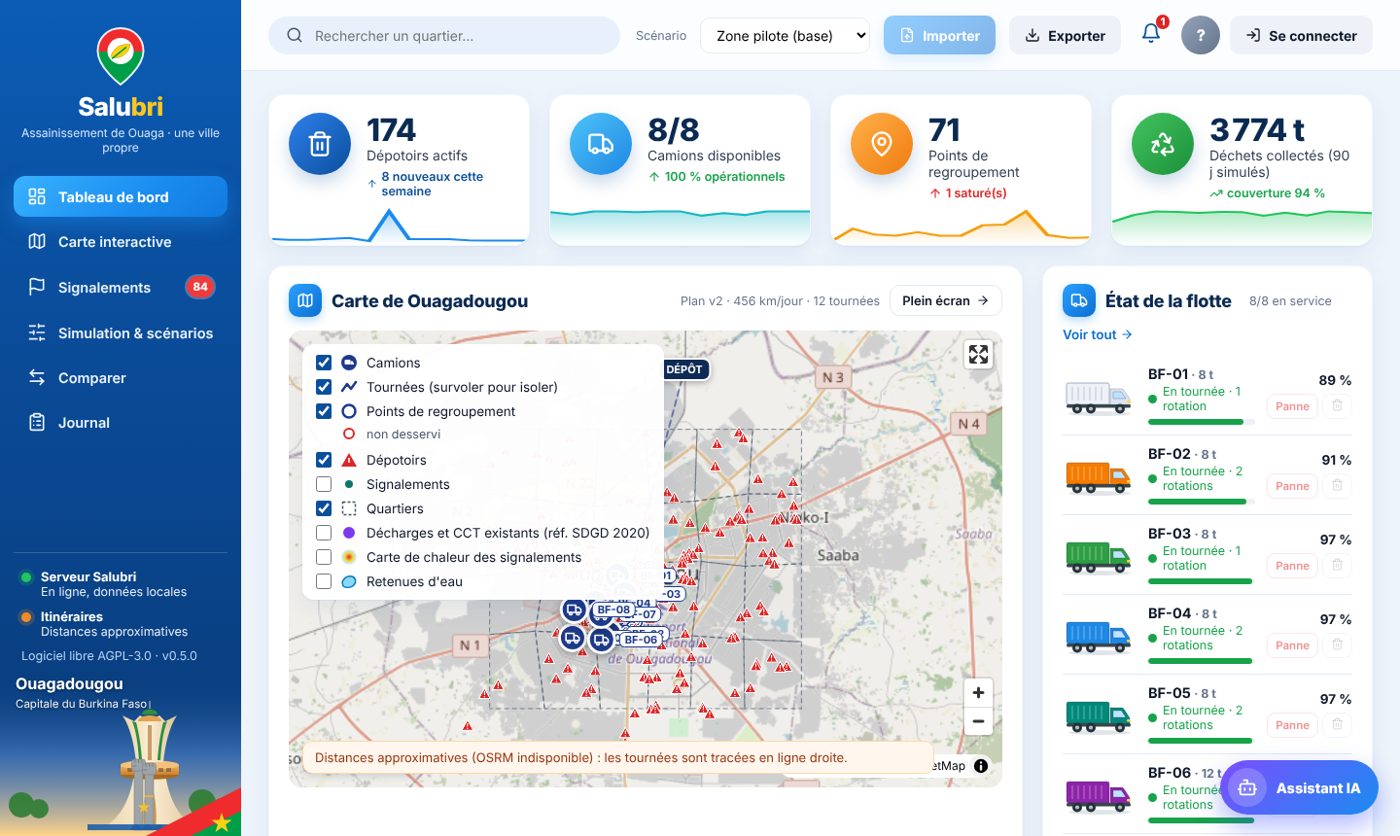 Salubri
Assainissement de Ouaga · une ville
propre
Tableau de bord
Carte interactive
Signalements
84
Simulation & scénarios
Comparer
Journal
Serveur Salubri
En ligne, données locales
Itinéraires
Distances approximatives
Logiciel libre AGPL-3.0 · v0.5.0
Ouagadougou
Capitale du Burkina Faso
Rechercher un quartier...
Scénario
Zone pilote (base)
Importer
Exporter
1
?
Se connecter
174
Dépotoirs actifs
↑ 8 nouveaux cette
semaine
8/8
Camions disponibles
↑ 100 % opérationnels
71
Points de
regroupement
↑ 1 saturé(s)
3 774 t
Déchets collectés (90
j simulés)
couverture 94 %
Carte de Ouagadougou
Plan v2 · 456 km/jour · 12 tournées
Plein écran →
Camions
Tournées (survoler pour isoler)
Points de regroupement
non desservi
Dépotoirs
Signalements
Quartiers
Décharges et CCT existants (réf. SDGD 2020)
Carte de chaleur des signalements
Retenues d'eau
DÉPÔT
N 3
N 4
Saaba
Saaba
N 1
-03
-04
BF-08
-07
BF-06
de Ouagadougou
+
−
Distances approximatives (OSRM indisponible) : les tournées sont tracées en ligne droite.
etMap
État de la flotte
8/8 en service
Voir tout →
BF-01 · 8 t
En tournée · 1
rotation
89 %
Panne
BF-02 · 8 t
En tournée · 2
rotations
91 %
Panne
BF-03 · 8 t
En tournée · 1
rotation
97 %
Panne
BF-04 · 8 t
En tournée · 2
rotations
97 %
Panne
BF-05 · 8 t
En tournée · 2
rotations
97 %
Panne
BF-06 · 12 t
En tournée
rotations
Assistant IA